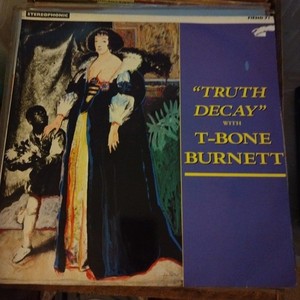 STEREOPHONIC
"TRUTH
DECAY"
WITH
T-BONE
BURNETT